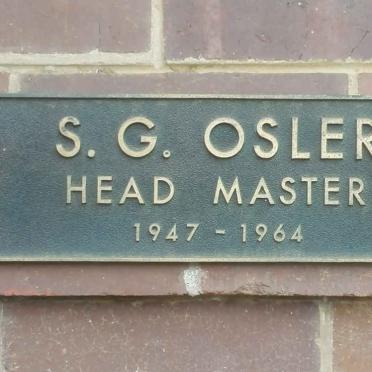 S. G. OSLER
HEAD MASTER
1947 - 1964